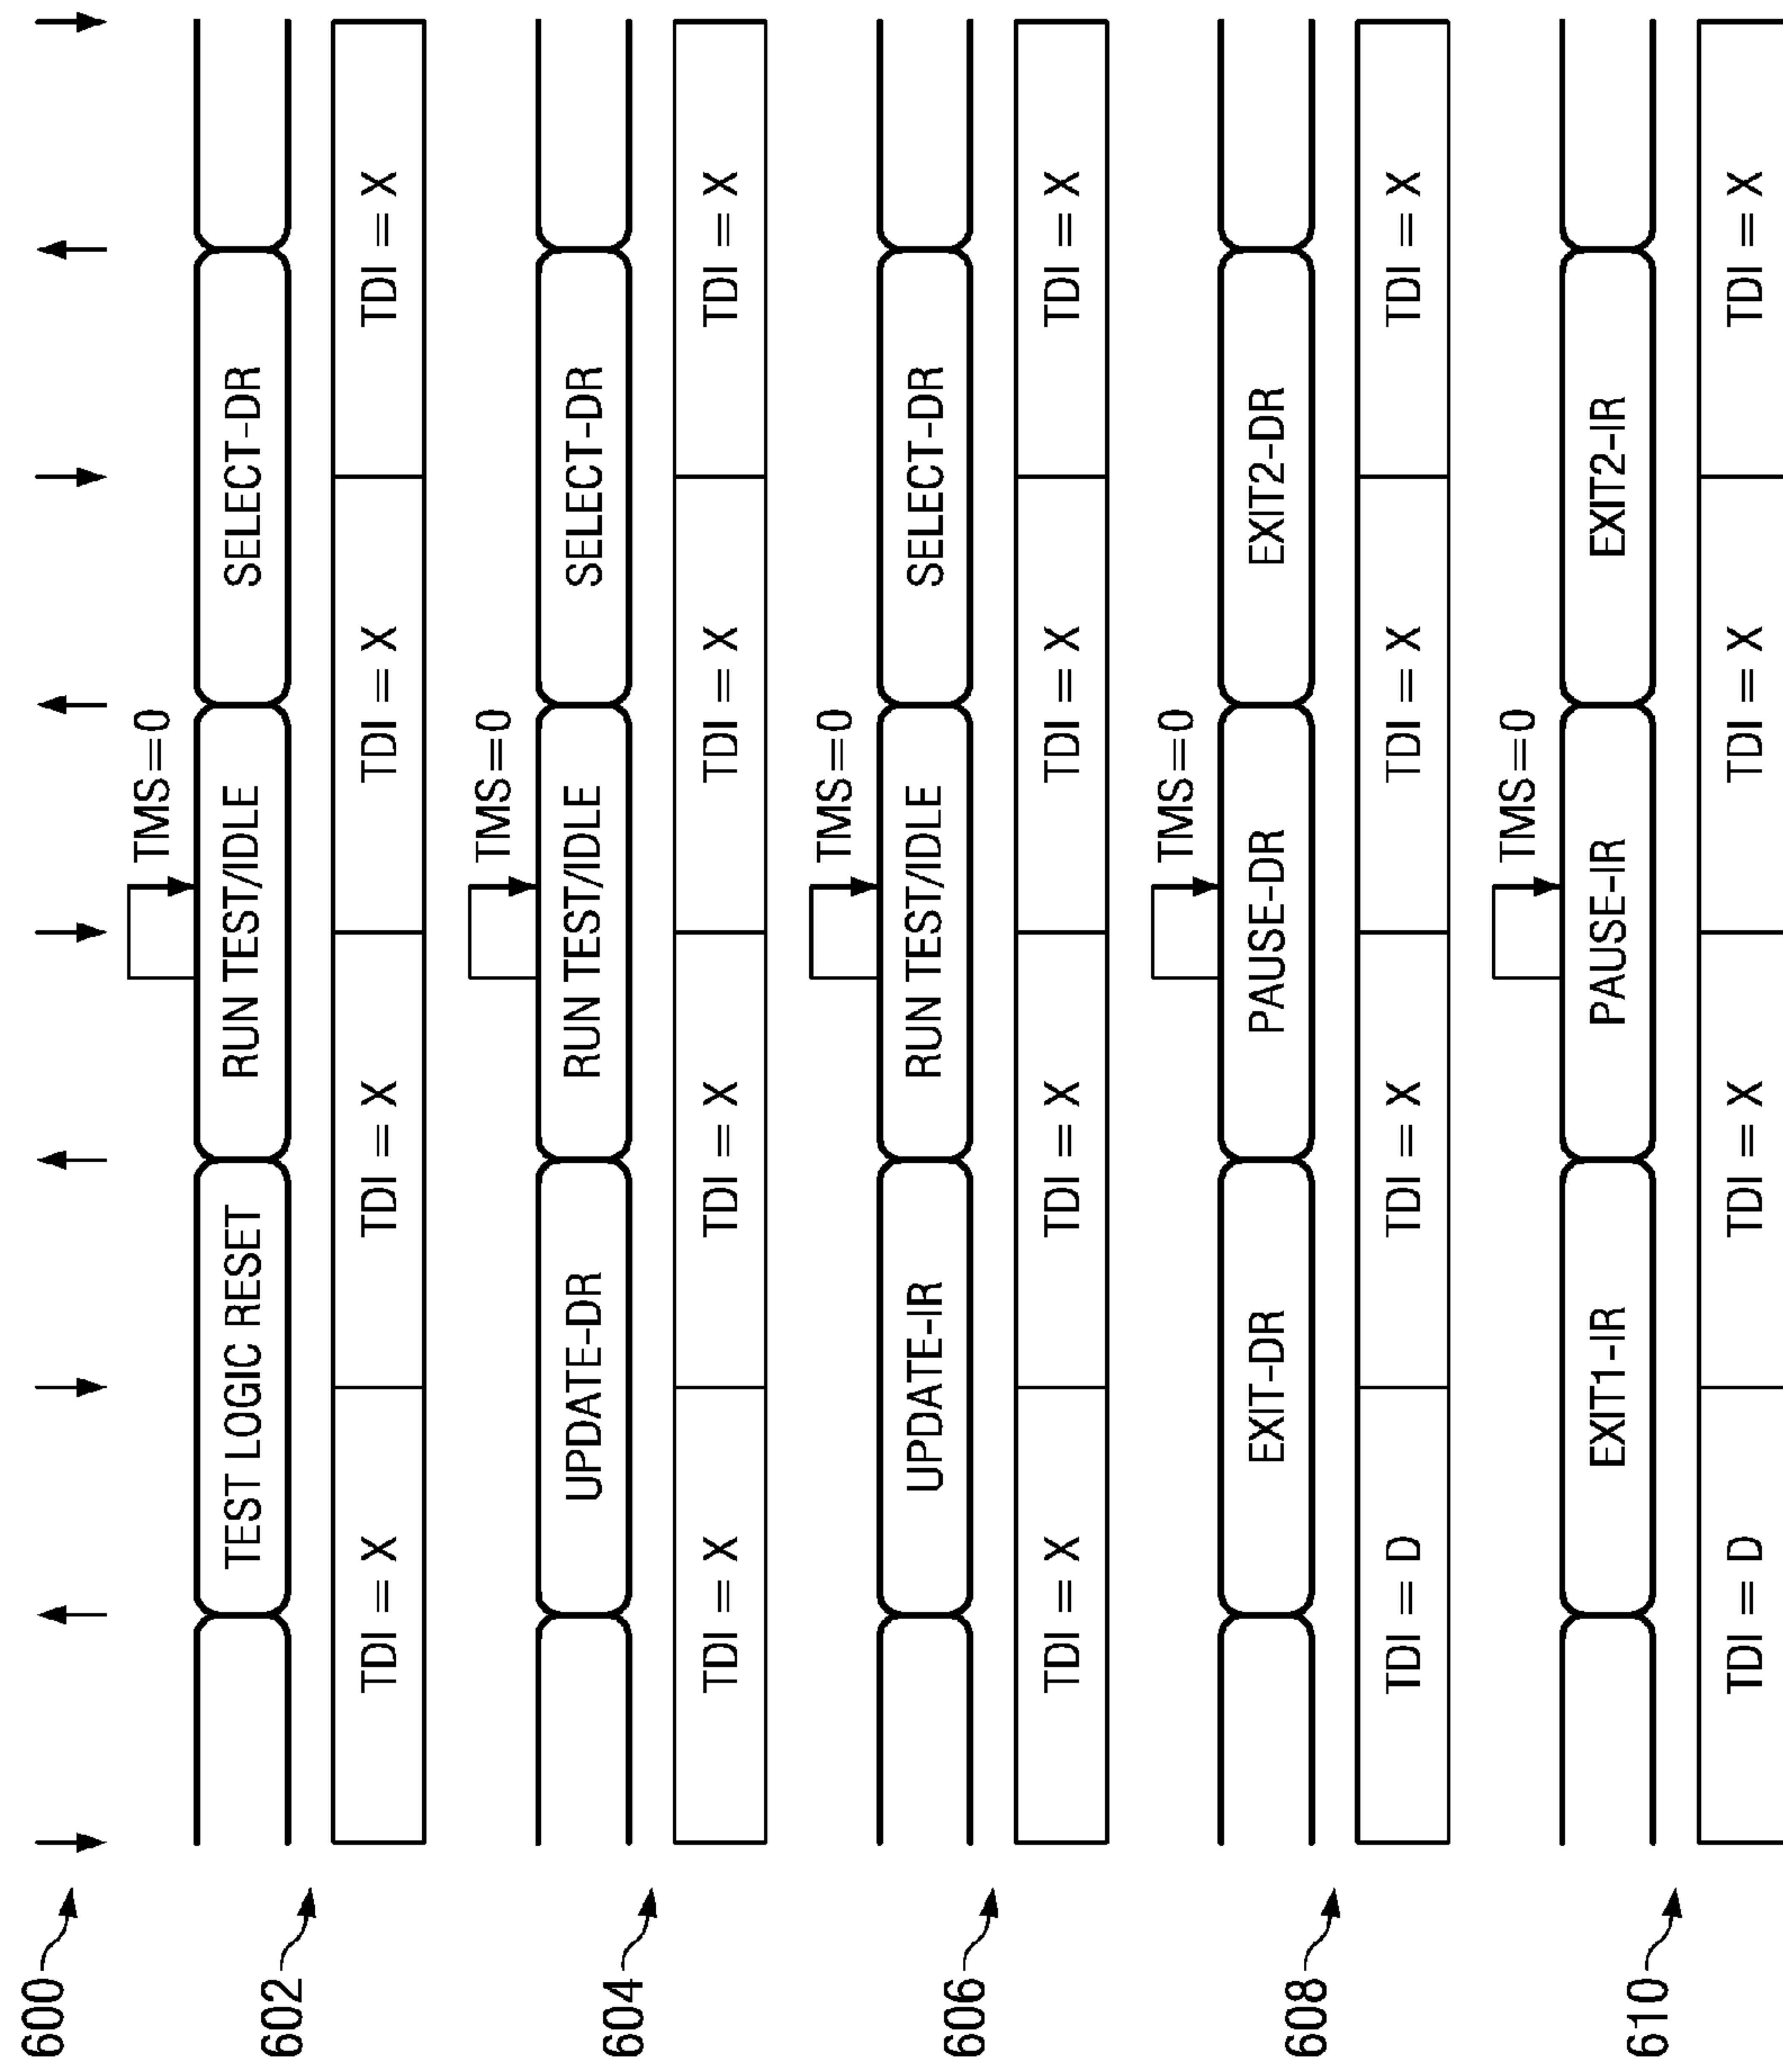 600
602
TMS=0
TEST LOGIC RESET RUN TEST/IDLE SELECT-DR
TDI = X TDI = X TDI = X TDI = X
604
TMS=0
UPDATE-DR RUN TEST/IDLE SELECT-DR
TDI = X TDI = X TDI = X TDI = X
606
TMS=0
UPDATE-IR RUN TEST/IDLE SELECT-DR
TDI = X TDI = X TDI = X TDI = X
608
TMS=0
EXIT-DR PAUSE-DR EXIT2-DR
TDI = D TDI = X TDI = X TDI = X
610
TMS=0
EXIT1-IR PAUSE-IR EXIT2-IR
TDI = D TDI = X TDI = X TDI = X